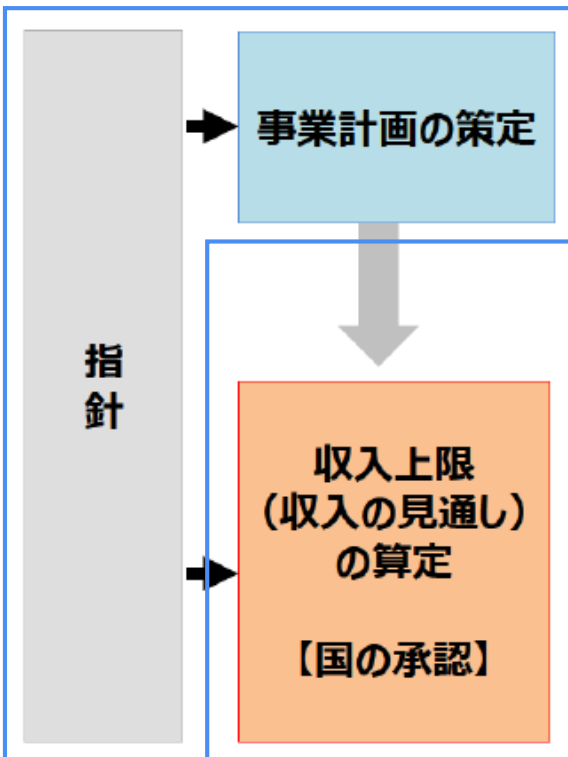 事業計画の策定
指
針
収入上限
（収入の見通し）
の算定
【国の承認】